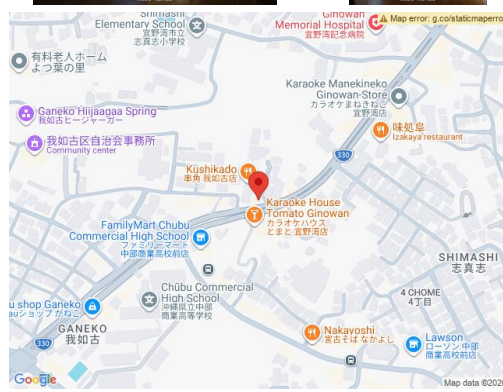 Shimashi
Elementary School
宜野湾市立
志真志小学校
Ginowan
Memorial Hospital
宜野湾記念病院
Map error: g.co/staticmaperro
有料老人ホーム
よつ葉の里
Karaoke Manekineko
Ginowan-Store
カラオケまねきねこ
宜野湾店
Ganeko Hiijaagaa Spring
我如古ヒージャーガー
味処皐
Izakaya restaurant
我如古区自治会事務所
Community center
330
Kushikado
串角 我如古店
Karaoke House
Tomato Ginowan
カラオケハウス
とまと 宜野湾店
FamilyMart Chubu
Commercial High School
ファミリーマート
中部商業高校前店
SHIMASHI
志真志
Chūbu Commercial
High School
沖縄県立中部
商業高等学校
4 CHOME
4丁目
u shop Ganeko
auショップ がねこ
GANEKO
我如古
330
Nakayoshi
宮古そば なかよし
Lawson
ローソン 中部
商業高校前店
Google
Map data ©202